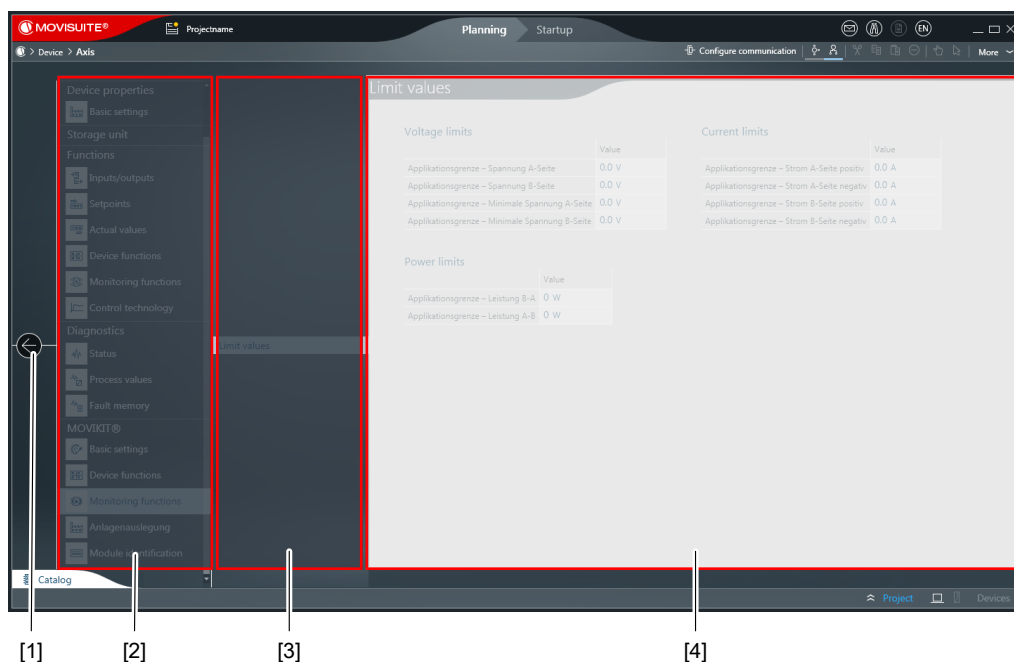 MOVISUITE® Projectname Planning Startup EN
> Device > Axis Configure communication More
Device properties
Basic settings
Storage unit
Functions
Inputs/outputs
Setpoints
Actual values
Device functions
Monitoring functions
Control technology
Diagnostics
Status
Process values
Fault memory
MOVIKIT®
Basic settings
Device functions
Monitoring functions
Anlagenauslegung
Module identification
Limit values
Limit values
Voltage limits
Value
Applikationsgrenze – Spannung A-Seite 0.0 V
Applikationsgrenze – Spannung B-Seite 0.0 V
Applikationsgrenze – Minimale Spannung A-Seite 0.0 V
Applikationsgrenze – Minimale Spannung B-Seite 0.0 V
Current limits
Value
Applikationsgrenze – Strom A-Seite positiv 0.0 A
Applikationsgrenze – Strom A-Seite negativ 0.0 A
Applikationsgrenze – Strom B-Seite positiv 0.0 A
Applikationsgrenze – Strom B-Seite negativ 0.0 A
Power limits
Value
Applikationsgrenze – Leistung B-A 0 W
Applikationsgrenze – Leistung A-B 0 W
Catalog
Project Devices
[1] [2] [3] [4]